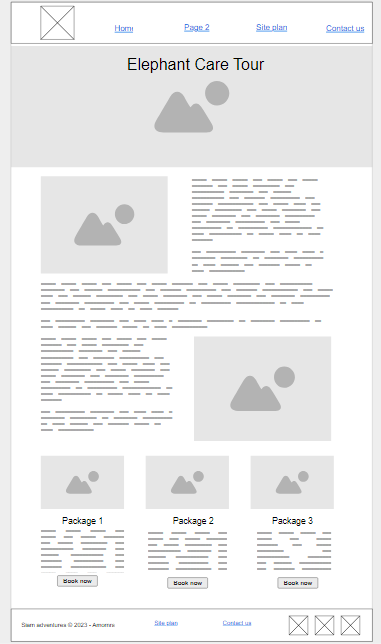 Home
Page 2
Site plan
Contact us
Elephant Care Tour
Package 1
Package 2
Package 3
Book now
Book now
Book now
Siam adventures © 2023 -
Site plan
Contact us